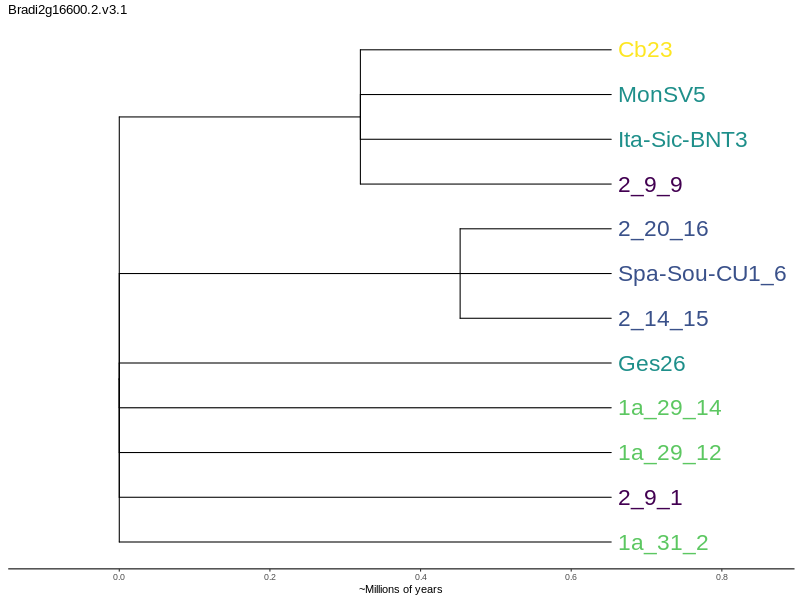 Bradi2g16600.2.v3.1
Cb23
MonSV5
Ita-Sic-BNT3
2_9_9
2_20_16
Spa-Sou-CU1_6
2_14_15
Ges26
1a_29_14
1a_29_12
2_9_1
1a_31_2
0.0 0.2 0.4 0.6 0.8
~Millions of years